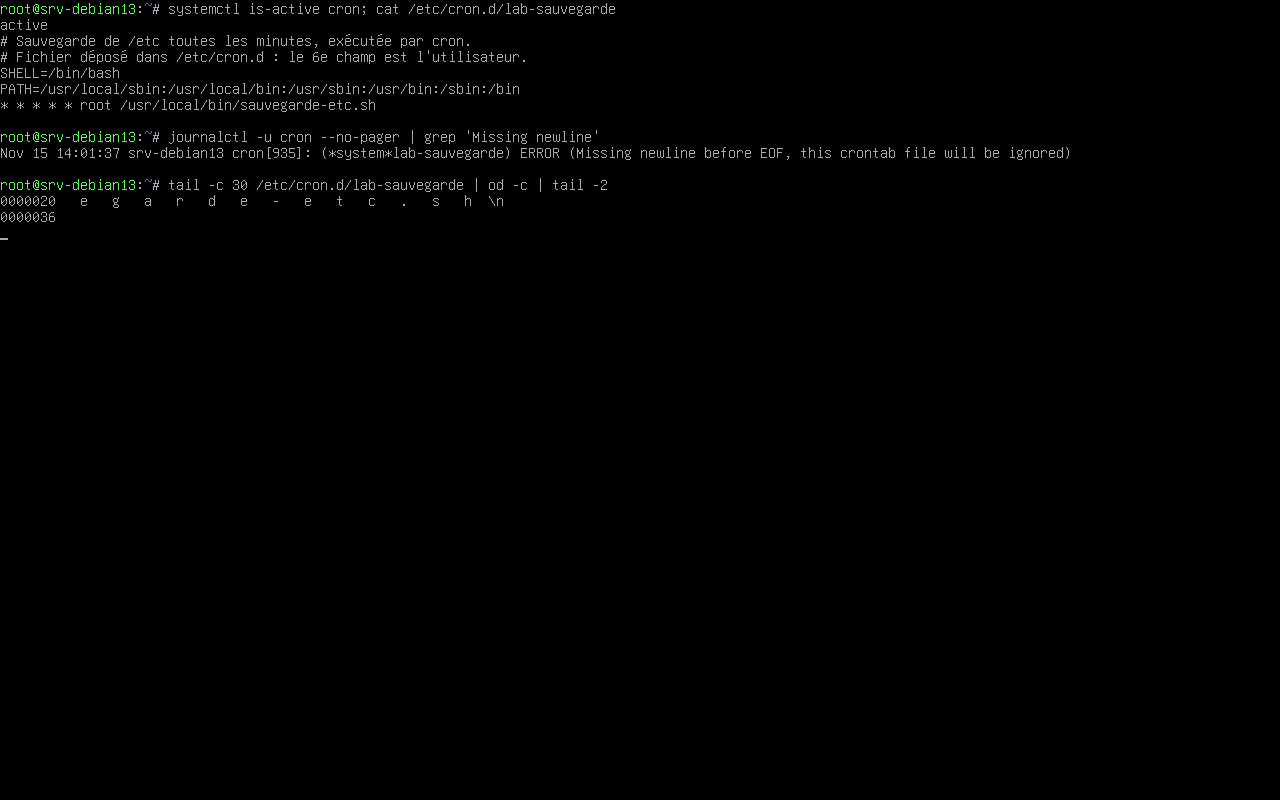 root@srv-debian13:~# systemctl is-active cron; cat /etc/cron.d/lab-sauvegarde
active
# Sauvegarde de /etc toutes les minutes, exécutée par cron.
# Fichier déposé dans /etc/cron.d : le 6e champ est l'utilisateur.
SHELL=/bin/bash
PATH=/usr/local/sbin:/usr/local/bin:/usr/sbin:/usr/bin:/sbin:/bin
* * * * * root /usr/local/bin/sauvegarde-etc.sh
root@srv-debian13:~# journalctl -u cron --no-pager | grep 'Missing newline'
Nov 15 14:01:37 srv-debian13 cron[935]: (*system*lab-sauvegarde) ERROR (Missing newline before EOF, this crontab file will be ignored)
root@srv-debian13:~# tail -c 30 /etc/cron.d/lab-sauvegarde | od -c | tail -2
0000020   e   g   a   r   d   e   -   e   t   c   .   s   h  \n
0000036